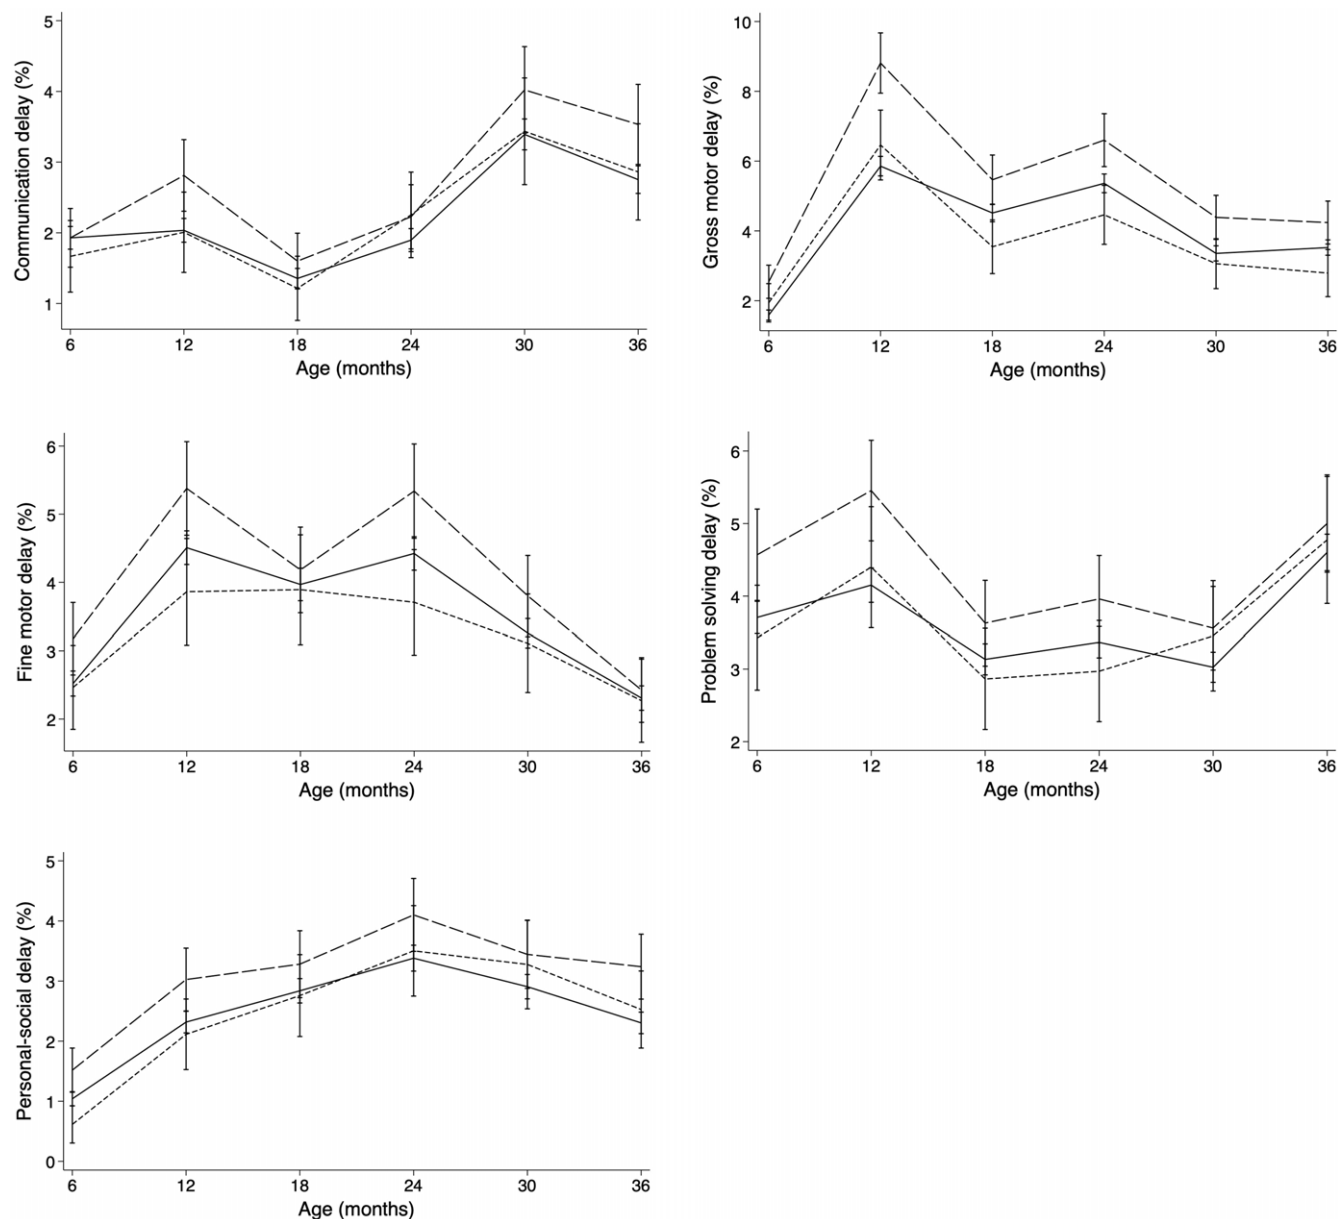 Communication delay (%)
5
4
3
2
1
6 12 18 24 30 36
Age (months)
Gross motor delay (%)
10
8
6
4
2
6 12 18 24 30 36
Age (months)
Fine motor delay (%)
6
5
4
3
2
6 12 18 24 30 36
Age (months)
Problem solving delay (%)
6
5
4
3
2
6 12 18 24 30 36
Age (months)
Personal-social delay (%)
5
4
3
2
1
0
6 12 18 24 30 36
Age (months)